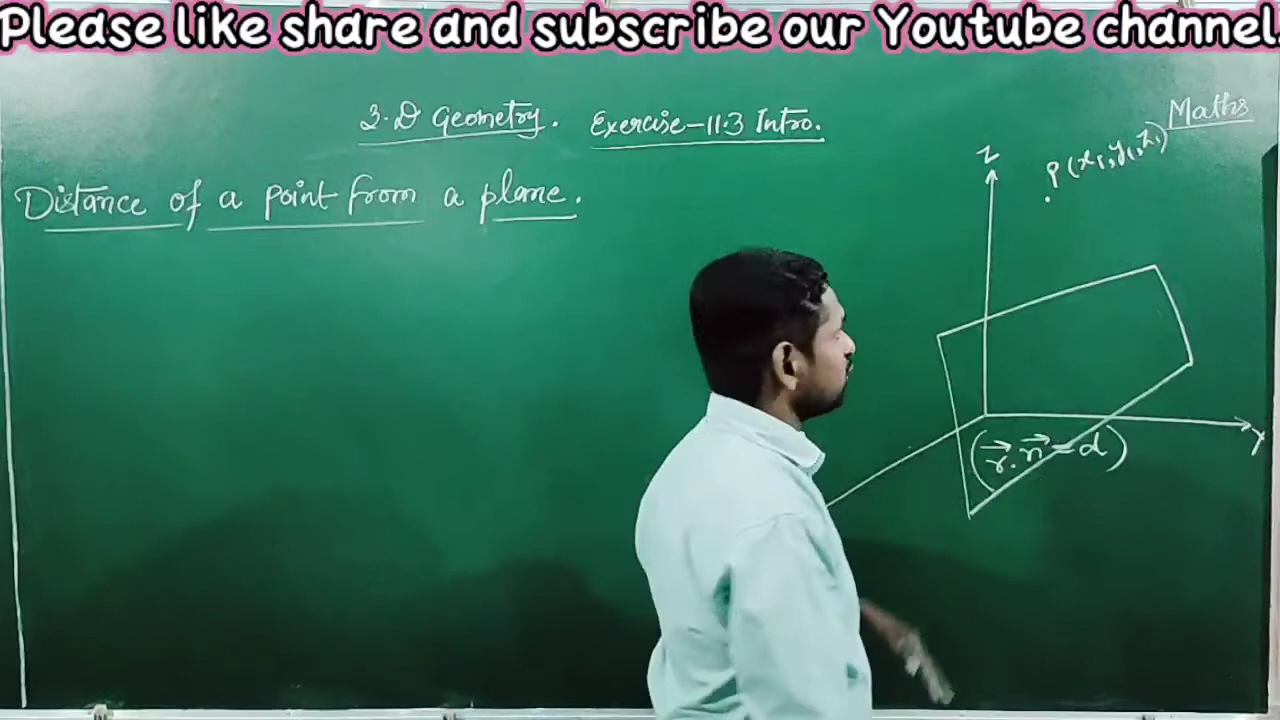 Please like share and subscribe our Youtube channel.
3.D Geometry. Exercise-11.3 Intro.
Maths
Distance of a point from a plane.
Z
P(x₁,y₁,z₁)
Y
(r⃗.n⃗=d)